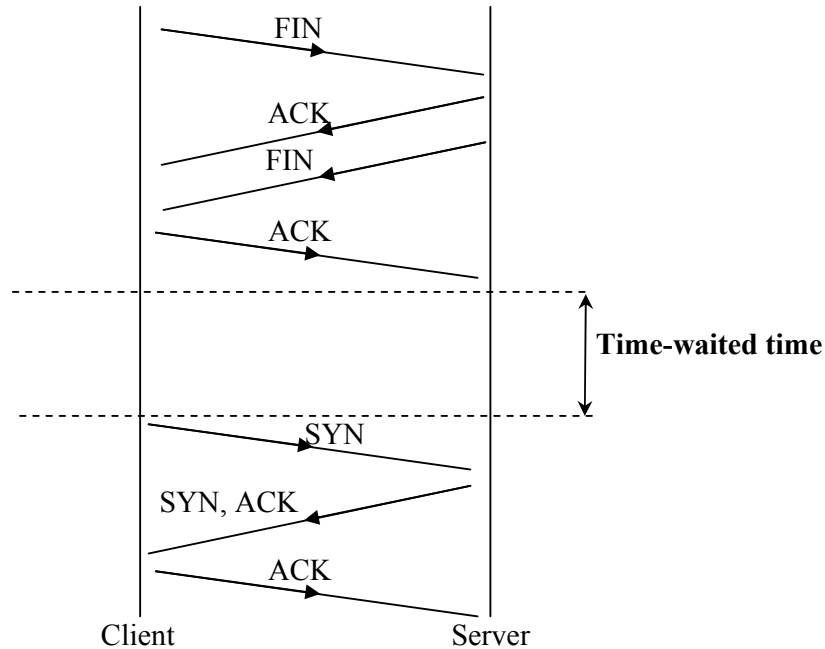 FIN
ACK
FIN
ACK
Time-waited time
SYN
SYN, ACK
ACK
Client
Server